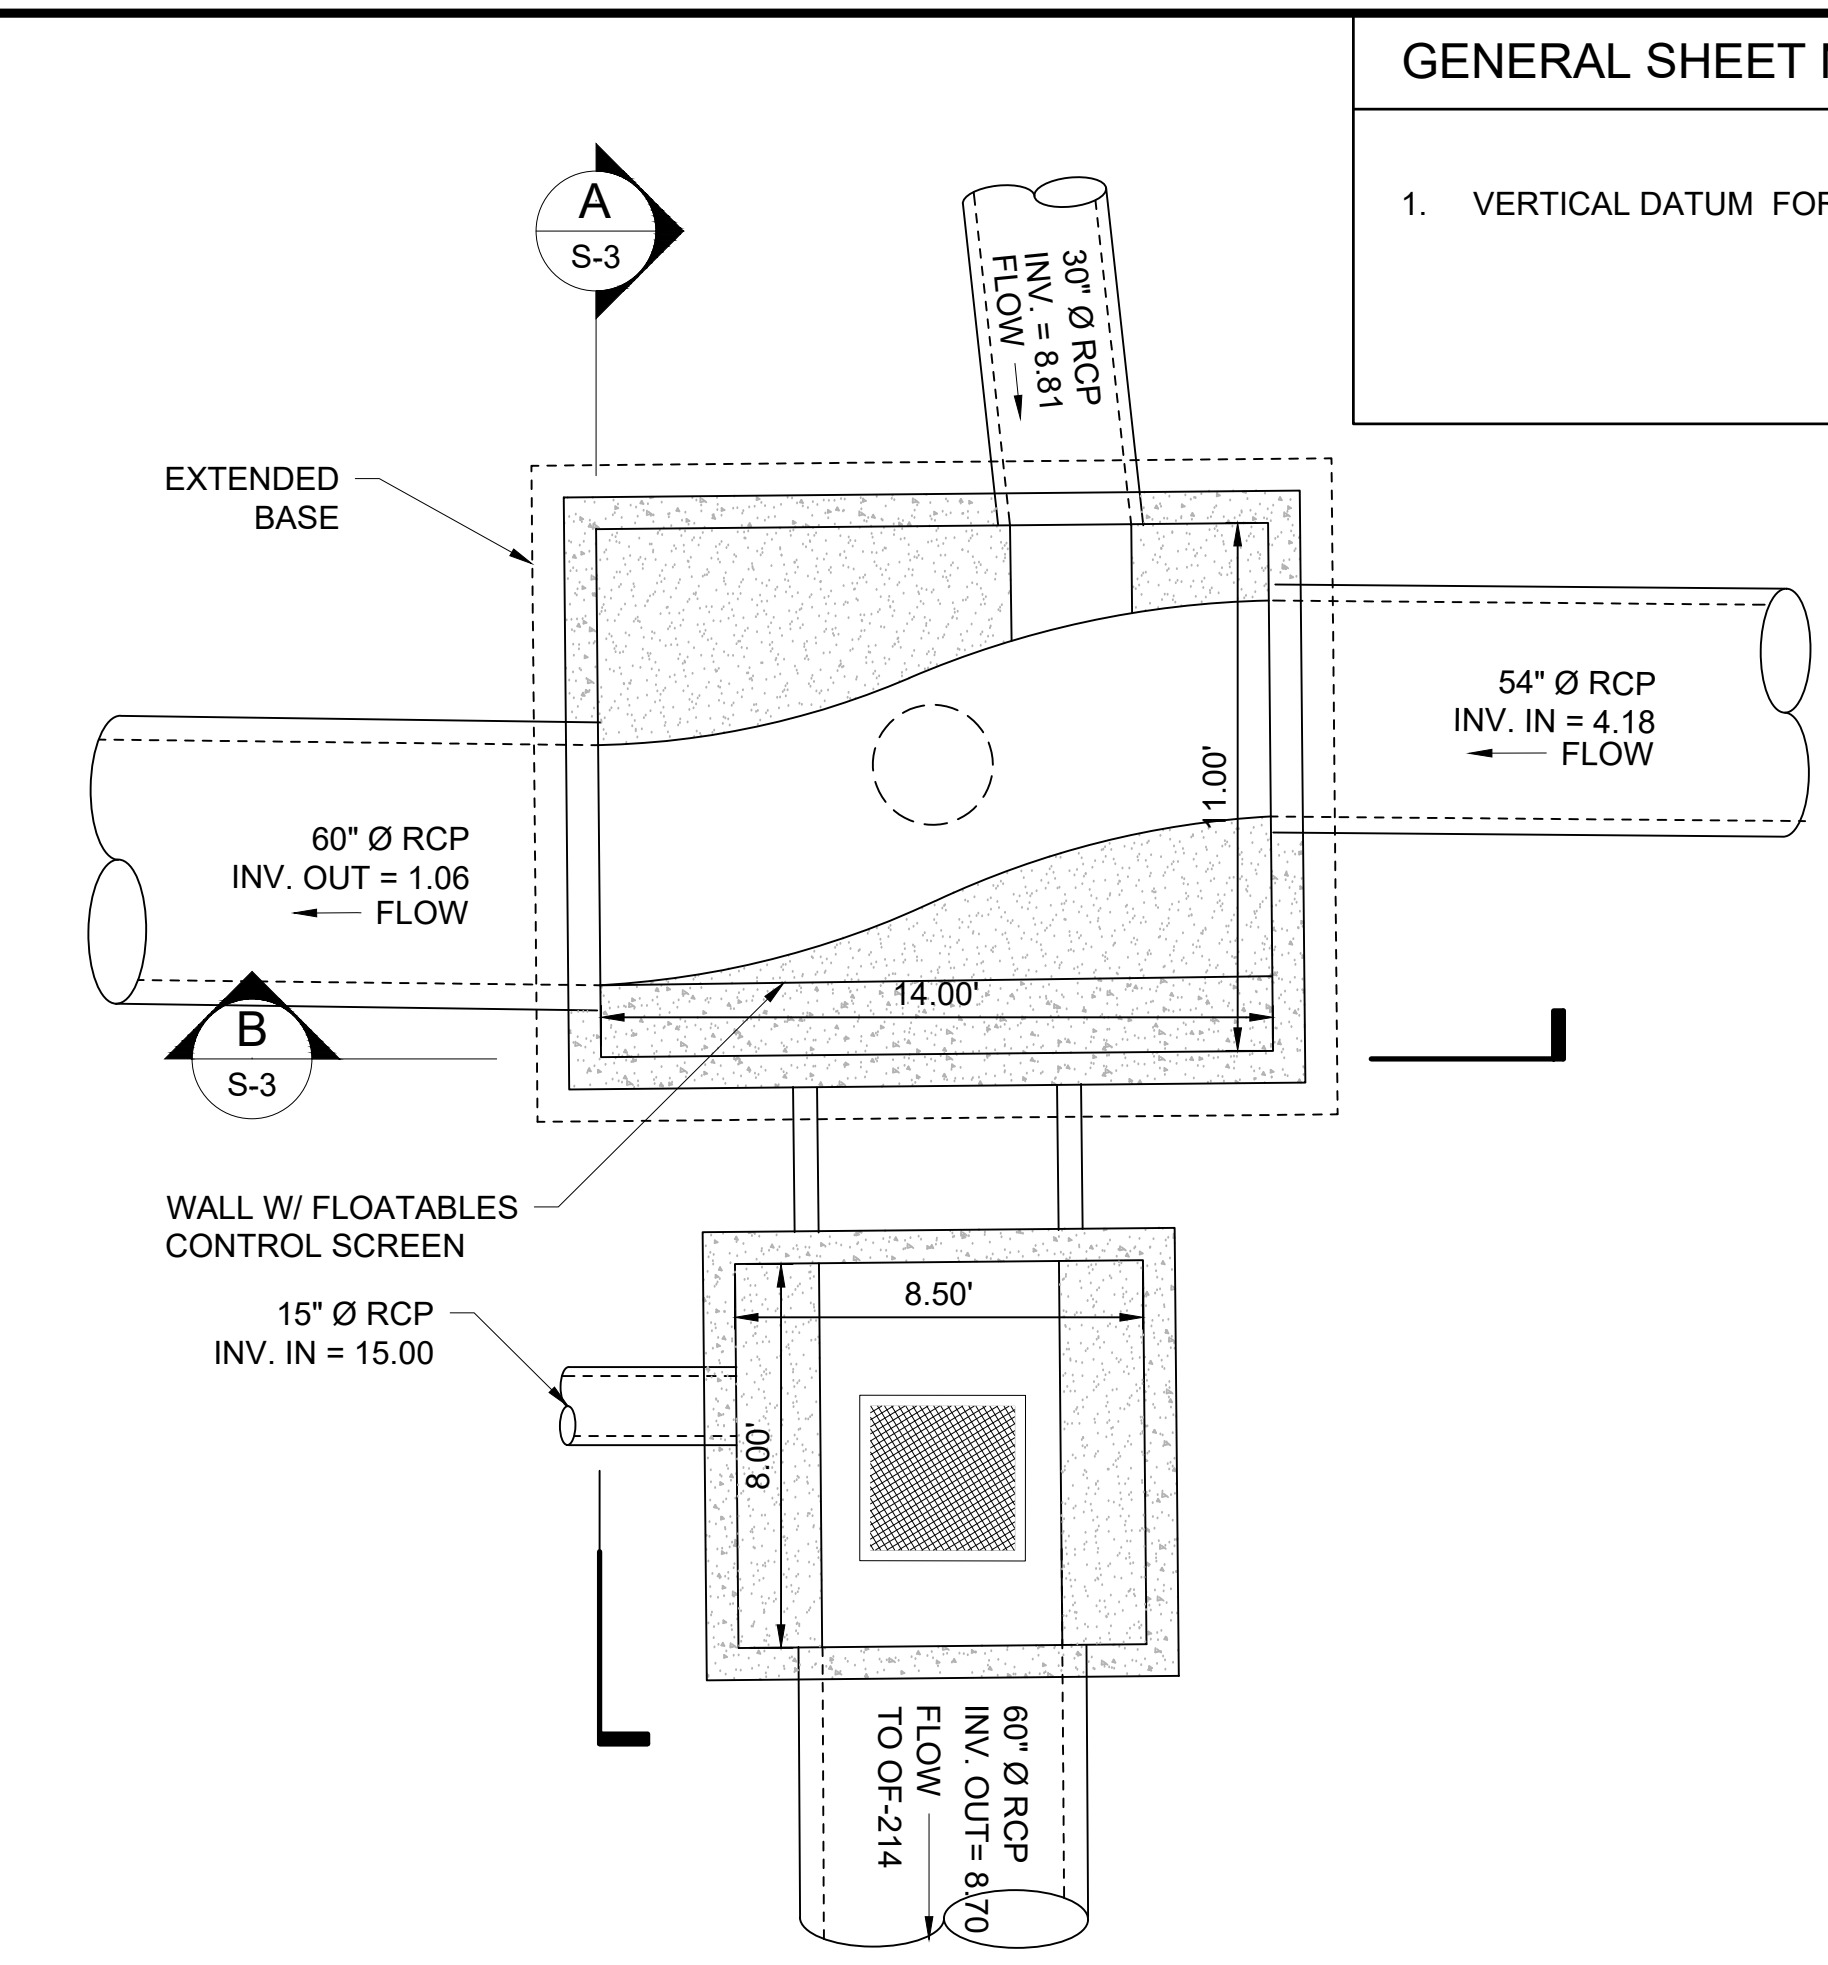 GENERAL SHEET
1. VERTICAL DATUM FOR
A
S-3
30" Ø RCP
INV. = 8.81
FLOW
EXTENDED
BASE
54" Ø RCP
INV. IN = 4.18
FLOW
11.00'
60" Ø RCP
INV. OUT = 1.06
FLOW
14.00'
B
S-3
WALL W/ FLOATABLES
CONTROL SCREEN
8.50'
15" Ø RCP
INV. IN = 15.00
8.00'
60" Ø RCP
INV. OUT= 8.70
FLOW
TO OF-214